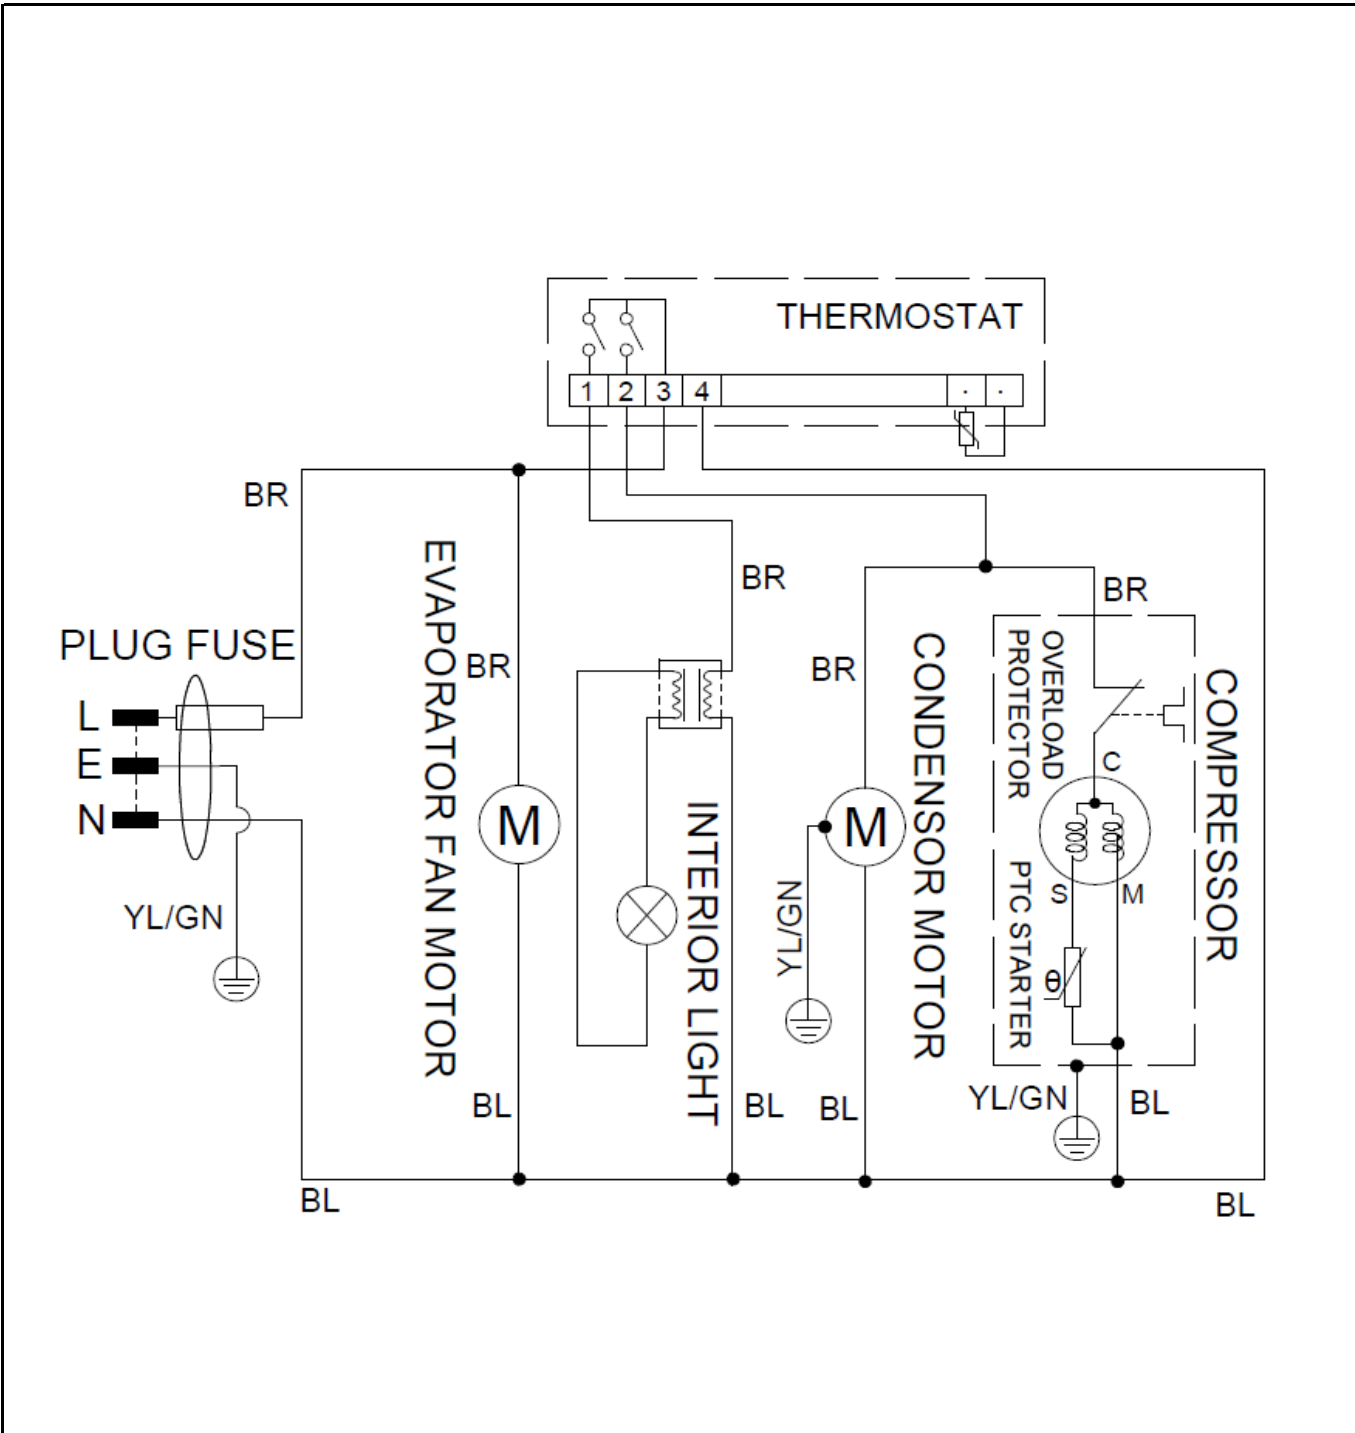 THERMOSTAT
1 2 3 4 · ·
BR
EVAPORATOR FAN MOTOR
BR
BR
PLUG FUSE
L
E
N
YL/GN
BR
INTERIOR LIGHT
BR
CONDENSOR MOTOR
YL/GN
OVERLOAD
PROTECTOR
COMPRESSOR
C
S
M
PTC STARTER
θ
M
M
YL/GN
BL
BL
BL
BL
BL
BL